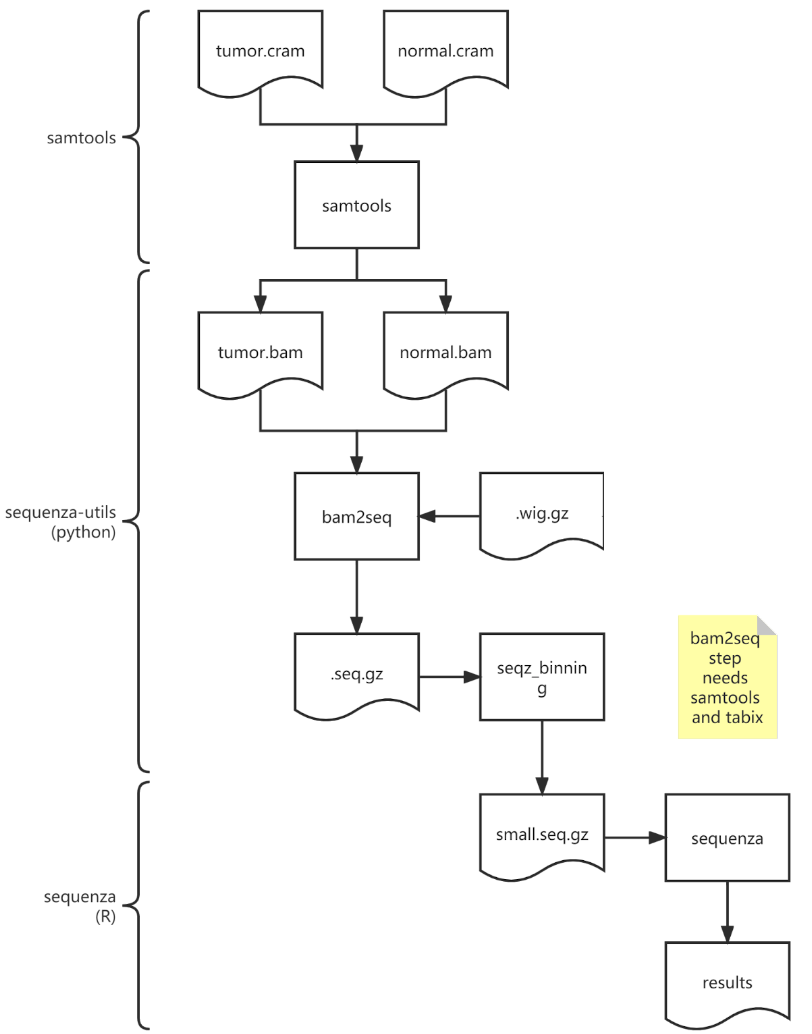 tumor.cram
normal.cram
samtools
samtools
tumor.bam
normal.bam
sequenza-utils
(python)
bam2seq
.wig.gz
.seq.gz
seqz_binnin
g
bam2seq
step
needs
samtools
and tabix
small.seq.gz
sequenza
sequenza
(R)
results